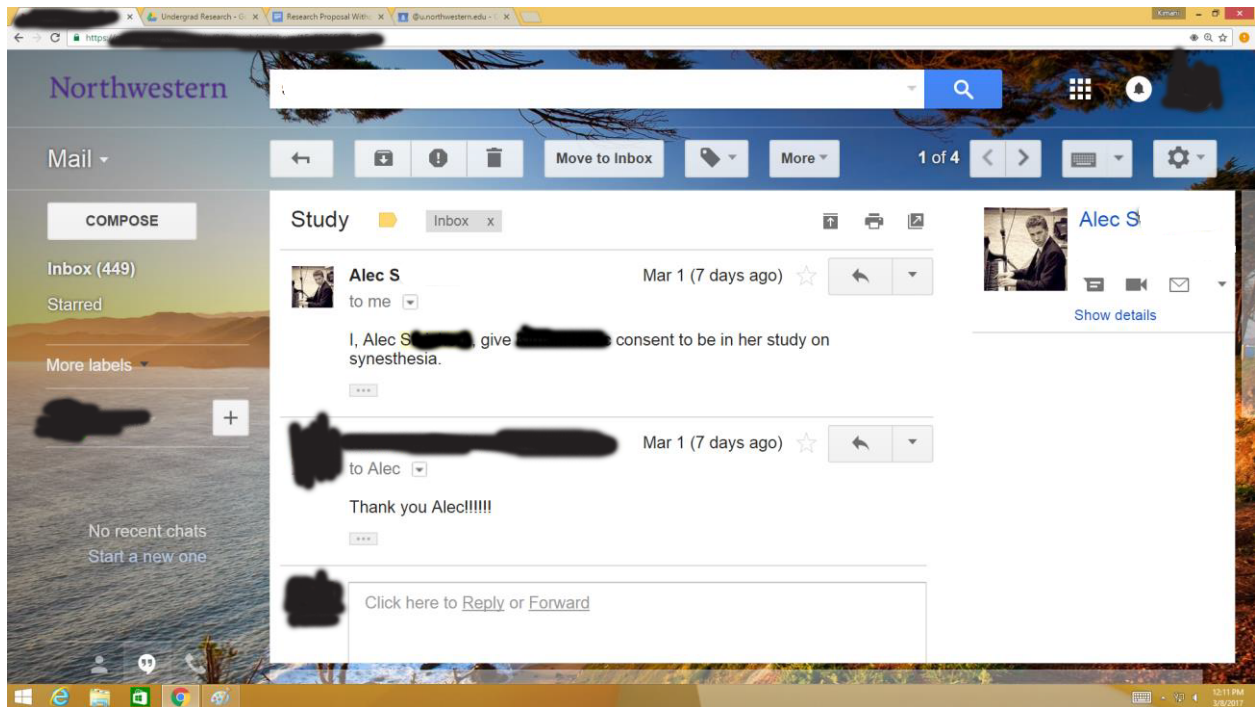 Undergrad Research - G
Research Proposal With
@u.northwestern.edu - C
Kimani
https:
Northwestern
Mail
Move to Inbox
More
1 of 4
COMPOSE
Inbox (449)
Starred
More labels
No recent chats
Start a new one
Study
Inbox x
Alec S
Mar 1 (7 days ago)
to me
I, Alec S , give consent to be in her study on
synesthesia.
Mar 1 (7 days ago)
to Alec
Thank you Alec!!!!!!
Click here to Reply or Forward
Alec S
Show details
12:11 PM
3/8/2017